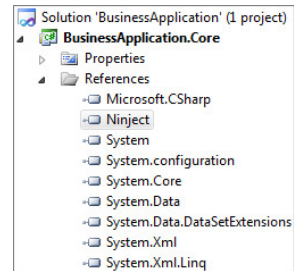 Solution 'BusinessApplication' (1 project)
BusinessApplication.Core
Properties
References
Microsoft.CSharp
Ninject
System
System.configuration
System.Core
System.Data
System.Data.DataSetExtensions
System.Xml
System.Xml.Linq